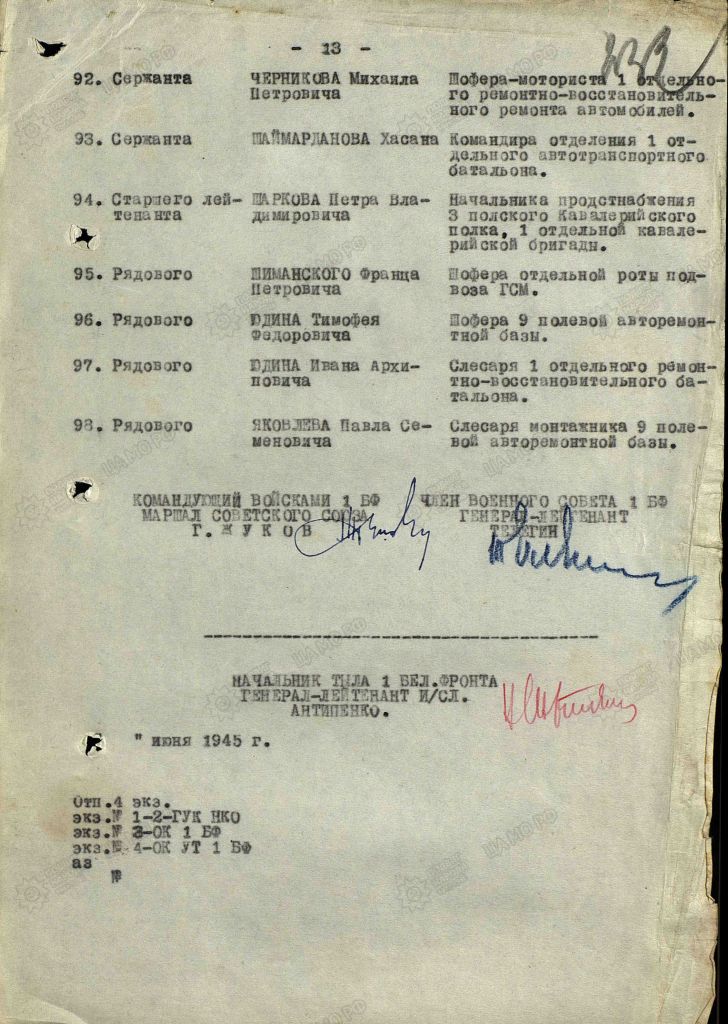 - 13 -
92. Сержанта ЧЕРНИКОВА Михаила Шофера-моториста 1 отдельно-
Петровича го ремонтно-восстановитель-
ного ремонта автомобилей.
93. Сержанта ШАЙМАРДАНОВА Хасана Командира отделения 1 от-
дельного автотранспортного
батальона.
94. Старшего лей- ШАРКОВА Петра Вла- Начальника продстнабжения
тенанта димировича 3 полского Кавалерийского
полка, 1 отдельной кавале-
рийской бригады.
95. Рядового ШИМАНСКОГО Франца Шофера отдельной роты под-
Петровича воза ГСМ.
96. Рядового ЮДИНА Тимофея Шофера 9 полевой авторемон-
Федоровича тной базы.
97. Рядового ЮДИНА Ивана Архи- Слесаря 1 отдельного ремон-
повича тно-восстановительного ба-
тальона.
98. Рядового ЯКОВЛЕВА Павла Се- Слесаря монтажника 9 поле-
меновича вой авторемонтной базы.
КОМАНДУЮЩИЙ ВОЙСКАМИ 1 БФ ЧЛЕН ВОЕННОГО СОВЕТА 1 БФ
МАРШАЛ СОВЕТСКОГО СОЮЗА ГЕНЕРАЛ-ЛЕЙТЕНАНТ
Г. ЖУКОВ ТЕЛЕГИН
НАЧАЛЬНИК ТЫЛА 1 БЕЛ.ФРОНТА
ГЕНЕРАЛ-ЛЕЙТЕНАНТ И/СЛ.
АНТИПЕНКО.
" июня 1945 г.
Отп.4 экз.
экз.№ 1-2-ГУК НКО
экз.№ 3-ОК 1 БФ
экз.№ 4-ОК УТ 1 БФ
аз
№